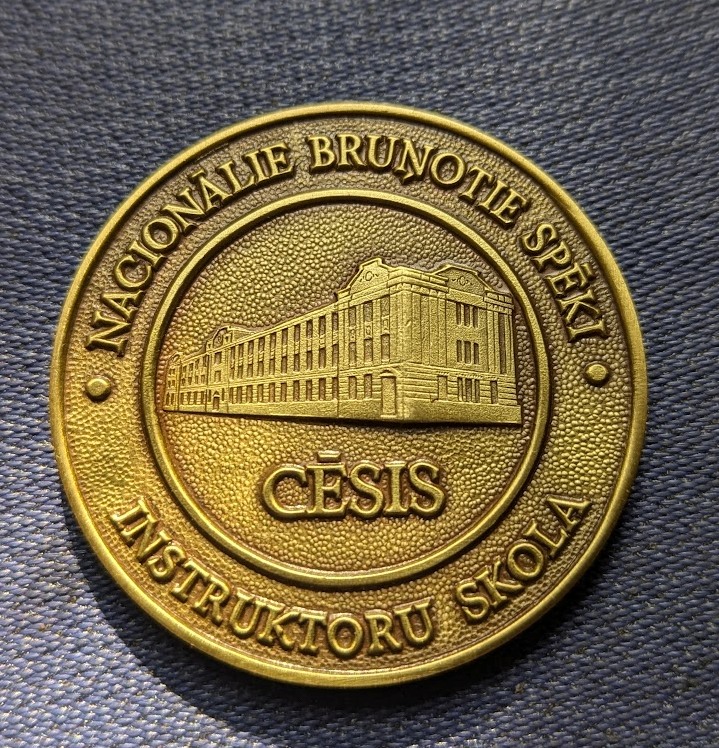 NACIONĀLIE BRUŅOTIE SPĒKI
CĒSIS
INSTRUKTORU SKOLA